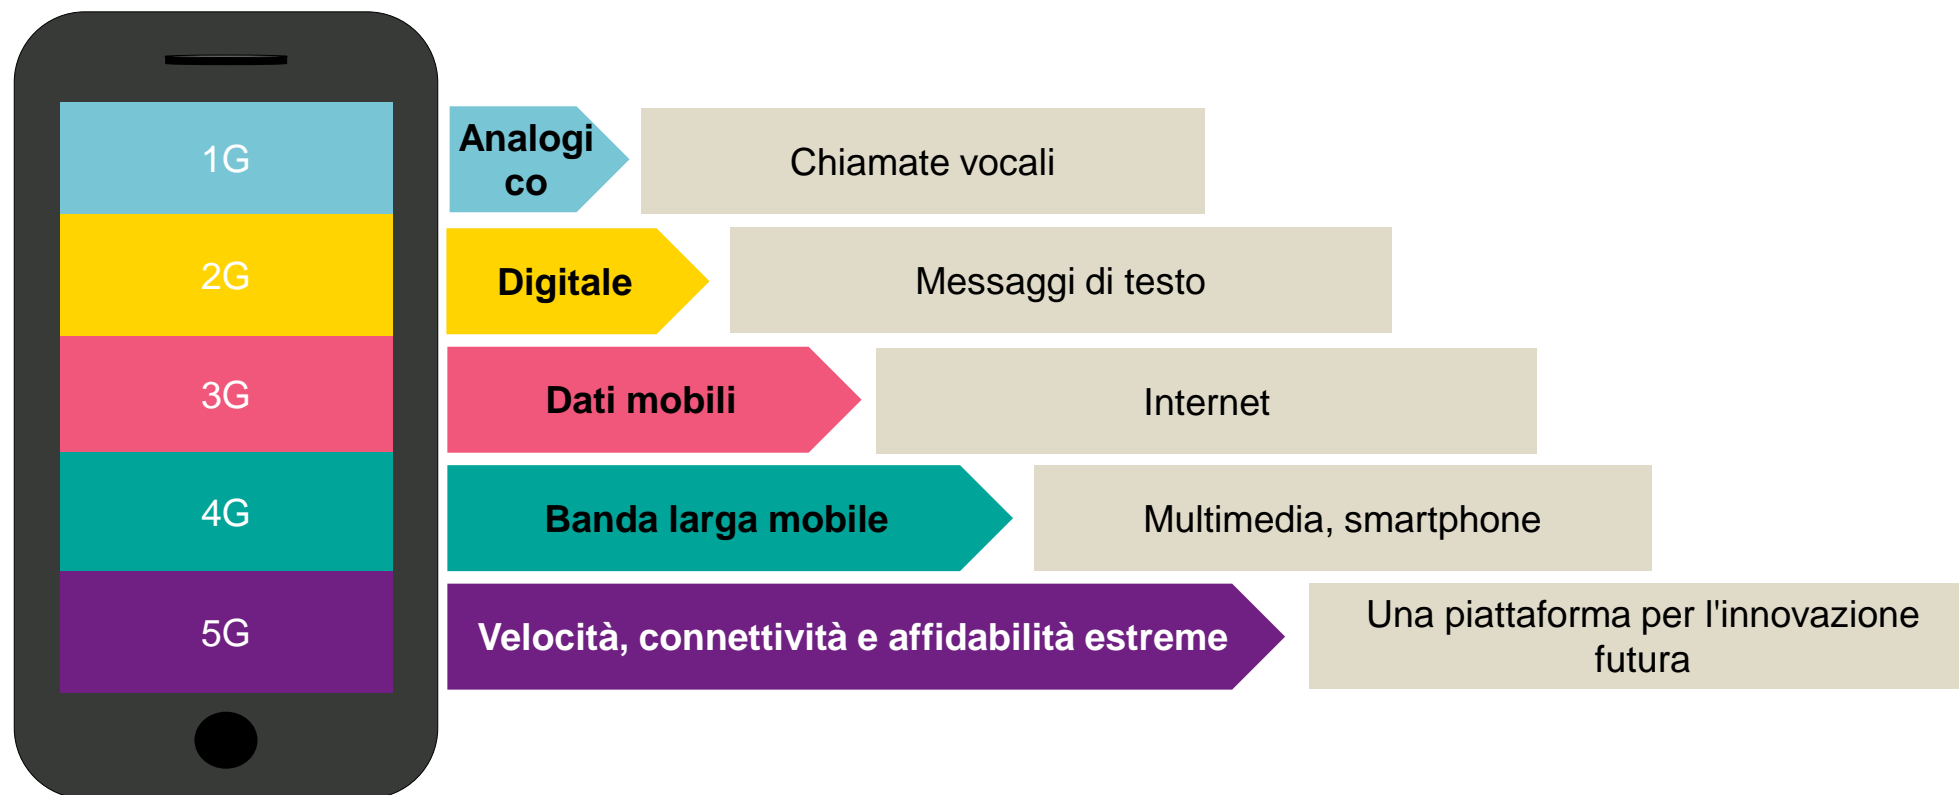 1G
Analogi
co
Chiamate vocali
2G
Digitale
Messaggi di testo
3G
Dati mobili
Internet
4G
Banda larga mobile
Multimedia, smartphone
5G
Velocità, connettività e affidabilità estreme
Una piattaforma per l'innovazione
futura